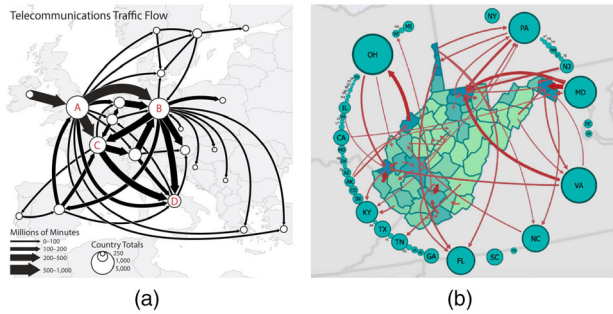 Telecommunications Traffic Flow
A
B
C
D
Millions of Minutes
0–100
100–200
200–500
500–1,000
Country Totals
250
1,000
5,000
(a)
NY
PA
OH
NJ
MD
IL
CA
VA
KY
TX
TN
GA
FL
SC
NC
(b)